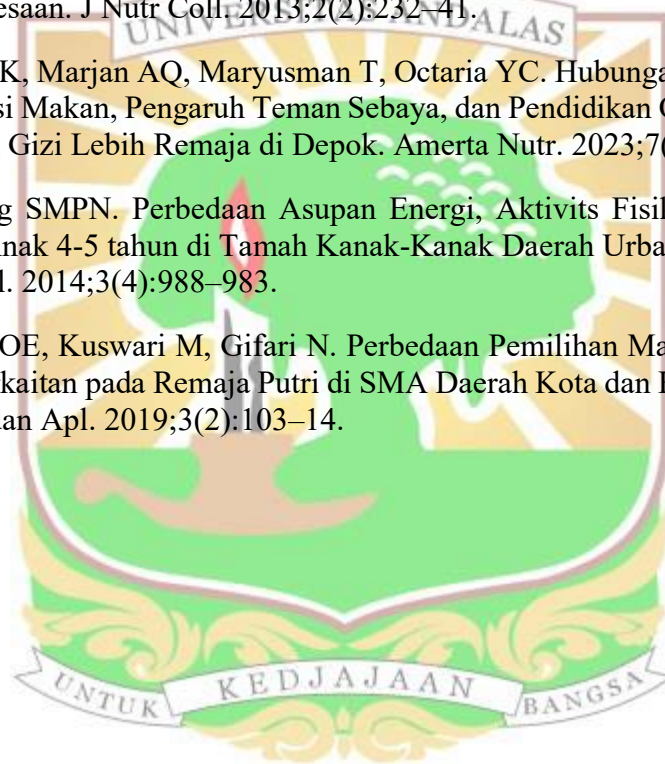 esaan. J Nutr Coll. 2013;2(2):232–41.
UNIVERSITAS ANDALAS
K, Marjan AQ, Maryusman T, Octaria YC. Hubunga
si Makan, Pengaruh Teman Sebaya, dan Pendidikan
Gizi Lebih Remaja di Depok. Amerta Nutr. 2023;7(
g SMPN. Perbedaan Asupan Energi, Aktivits Fisil
nak 4-5 tahun di Tamah Kanak-Kanak Daerah Urba
l. 2014;3(4):988–983.
OE, Kuswari M, Gifari N. Perbedaan Pemilihan Ma
kaitan pada Remaja Putri di SMA Daerah Kota dan
an Apl. 2019;3(2):103–14.
UNTUK KEDJAJAAN BANGSA